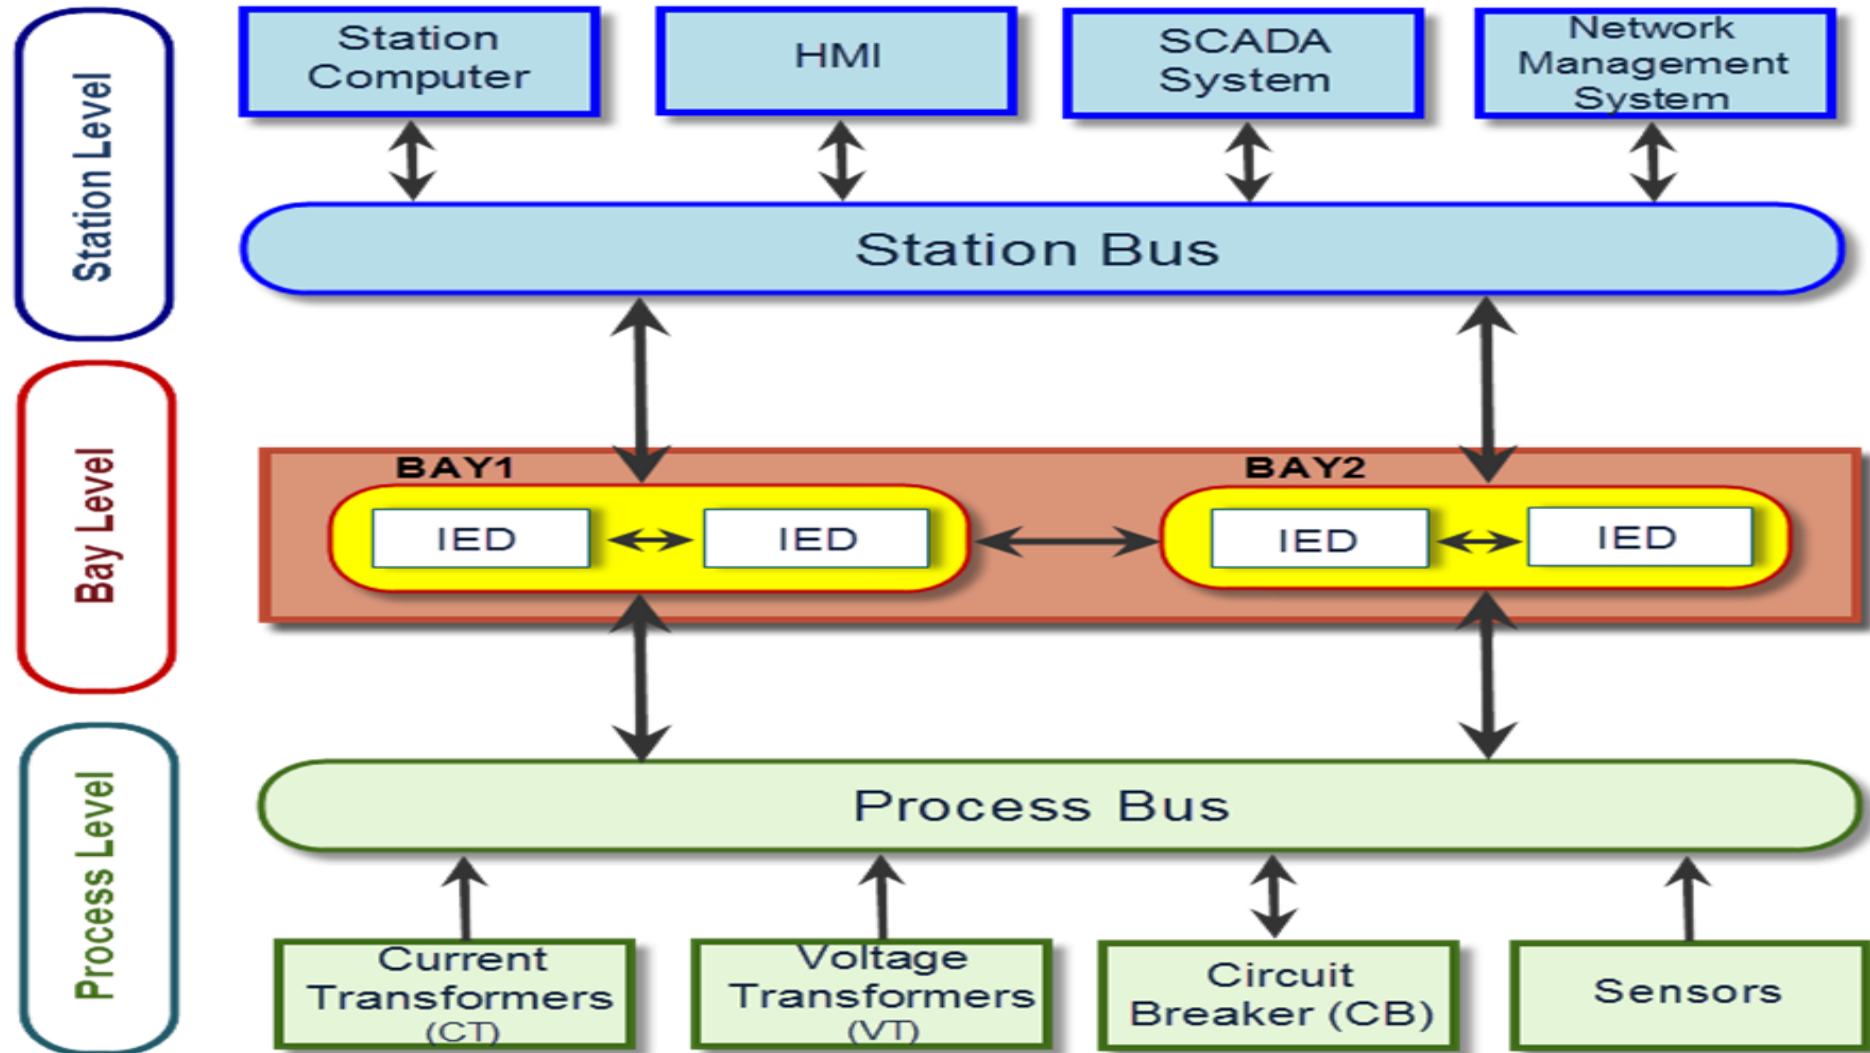 Station Level
Station
Computer
HMI
SCADA
System
Network
Management
System
Station Bus
Bay Level
BAY1
BAY2
IED
IED
IED
IED
Process Level
Process Bus
Current
Transformers
(CT)
Voltage
Transformers
(VT)
Circuit
Breaker (CB)
Sensors